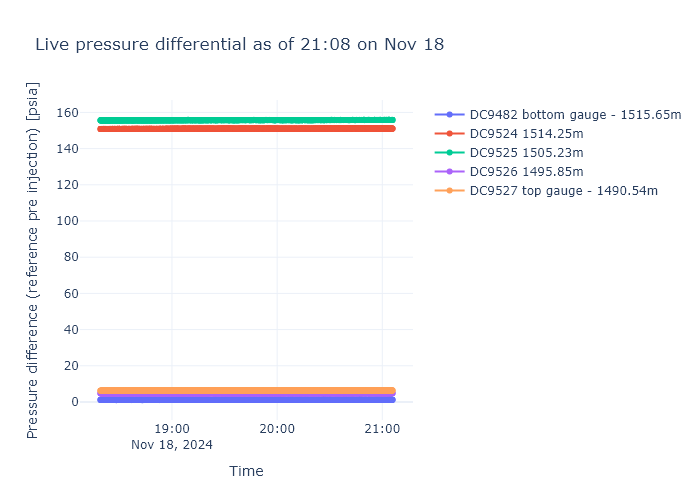 Live pressure differential as of 21:08 on Nov 18
Pressure difference (reference pre injection) [psia]
160
140
120
100
80
60
40
20
0
19:00
Nov 18, 2024
20:00
21:00
Time
DC9482 bottom gauge - 1515.65m
DC9524 1514.25m
DC9525 1505.23m
DC9526 1495.85m
DC9527 top gauge - 1490.54m